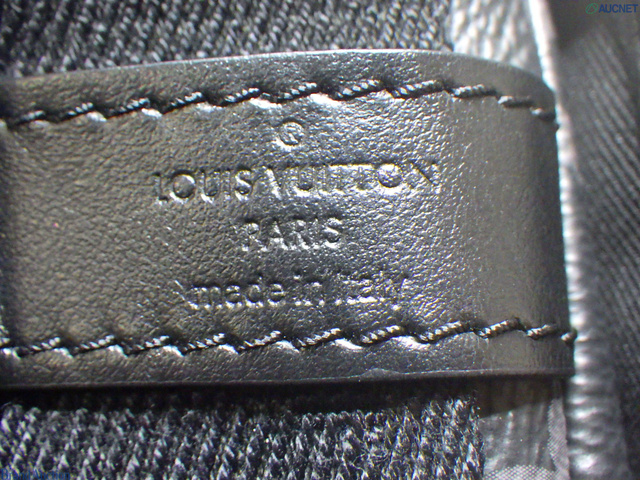 AUCNET
®
LOUIS VUITTON
PARIS
made in Italy